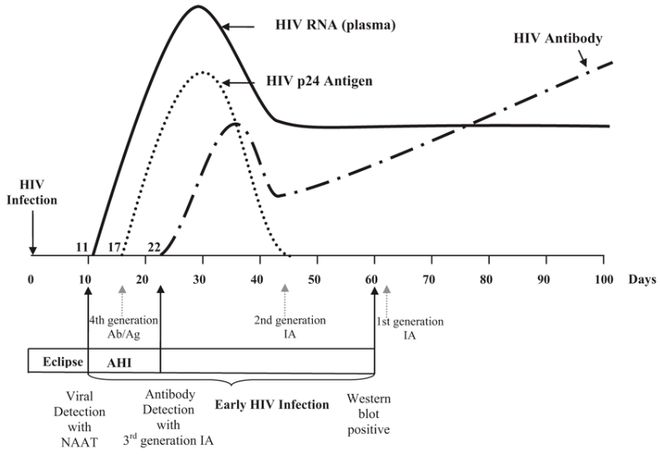 HIV RNA (plasma)
HIV Antibody
HIV p24 Antigen
HIV
Infection
11
17
22
0
10
20
30
40
50
60
70
80
90
100
Days
4th generation
Ab/Ag
2nd generation
IA
1st generation
IA
Eclipse
AHI
Viral
Detection
with
NAAT
Antibody
Detection
with
3rd generation IA
Early HIV Infection
Western
blot
positive